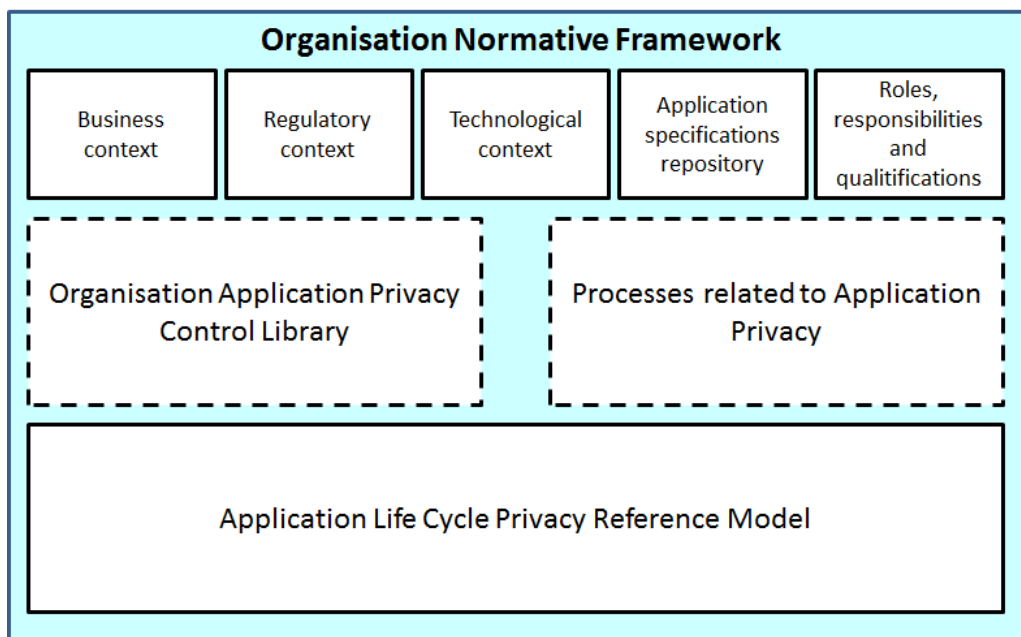 Organisation Normative Framework
Business
context
Regulatory
context
Technological
context
Application
specifications
repository
Roles,
responsibilities
and
qualitifications
Organisation Application Privacy
Control Library
Processes related to Application
Privacy
Application Life Cycle Privacy Reference Model